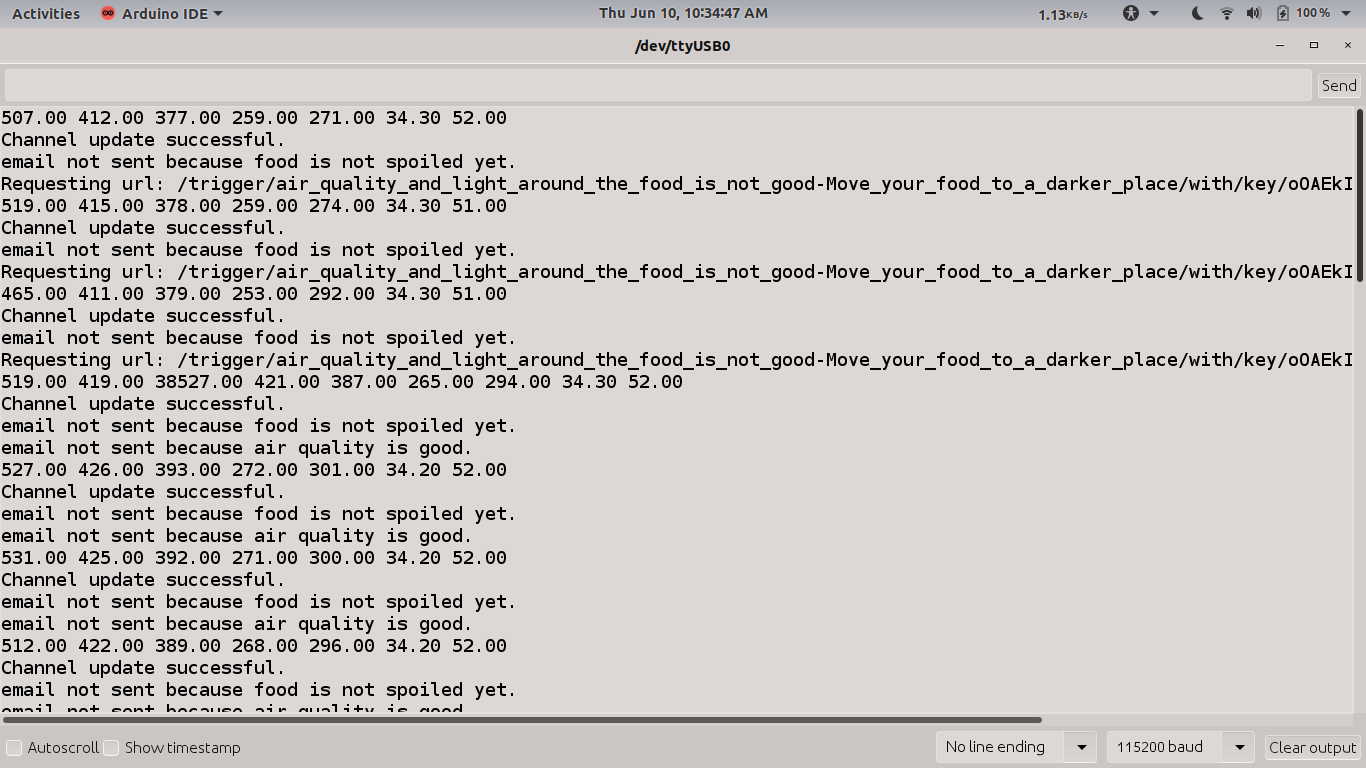 Activities Arduino IDE Thu Jun 10, 10:34:47 AM 1.13KB/s 100 %
/dev/ttyUSB0
Send
507.00 412.00 377.00 259.00 271.00 34.30 52.00
Channel update successful.
email not sent because food is not spoiled yet.
Requesting url: /trigger/air_quality_and_light_around_the_food_is_not_good-Move_your_food_to_a_darker_place/with/key/oOAEkI
519.00 415.00 378.00 259.00 274.00 34.30 51.00
Channel update successful.
email not sent because food is not spoiled yet.
Requesting url: /trigger/air_quality_and_light_around_the_food_is_not_good-Move_your_food_to_a_darker_place/with/key/oOAEkI
465.00 411.00 379.00 253.00 292.00 34.30 51.00
Channel update successful.
email not sent because food is not spoiled yet.
Requesting url: /trigger/air_quality_and_light_around_the_food_is_not_good-Move_your_food_to_a_darker_place/with/key/oOAEkI
519.00 419.00 38527.00 421.00 387.00 265.00 294.00 34.30 52.00
Channel update successful.
email not sent because food is not spoiled yet.
email not sent because air quality is good.
527.00 426.00 393.00 272.00 301.00 34.20 52.00
Channel update successful.
email not sent because food is not spoiled yet.
email not sent because air quality is good.
531.00 425.00 392.00 271.00 300.00 34.20 52.00
Channel update successful.
email not sent because food is not spoiled yet.
email not sent because air quality is good.
512.00 422.00 389.00 268.00 296.00 34.20 52.00
Channel update successful.
email not sent because food is not spoiled yet.
email not sent because air quality is good.
Autoscroll Show timestamp No line ending 115200 baud Clear output